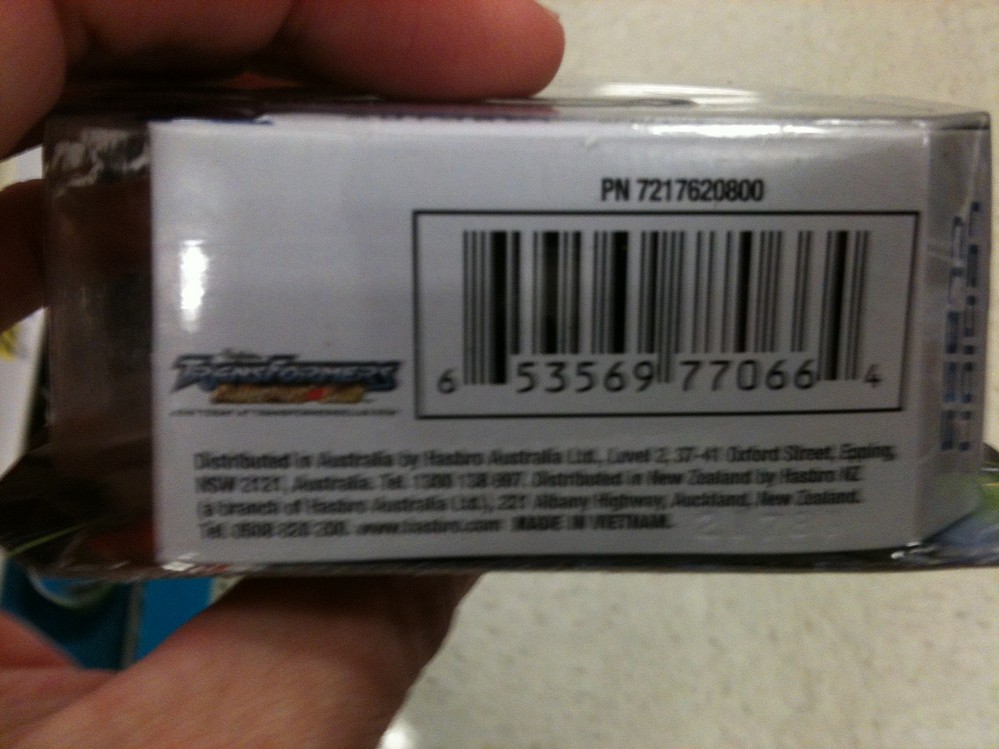 PN 7217620800
6 53569 77066 4
TRANSFORMERS
Distributed in Australia by Hasbro Australia Ltd., Level 2, 37-41 Oxford Street, Epping,
NSW 2121, Australia. Tel. 1300 138 697. Distributed in New Zealand by Hasbro NZ
(a branch of Hasbro Australia Ltd.), 221 Albany Highway, Auckland, New Zealand.
Tel. 0508 828 200. www.hasbro.com MADE IN VIETNAM.